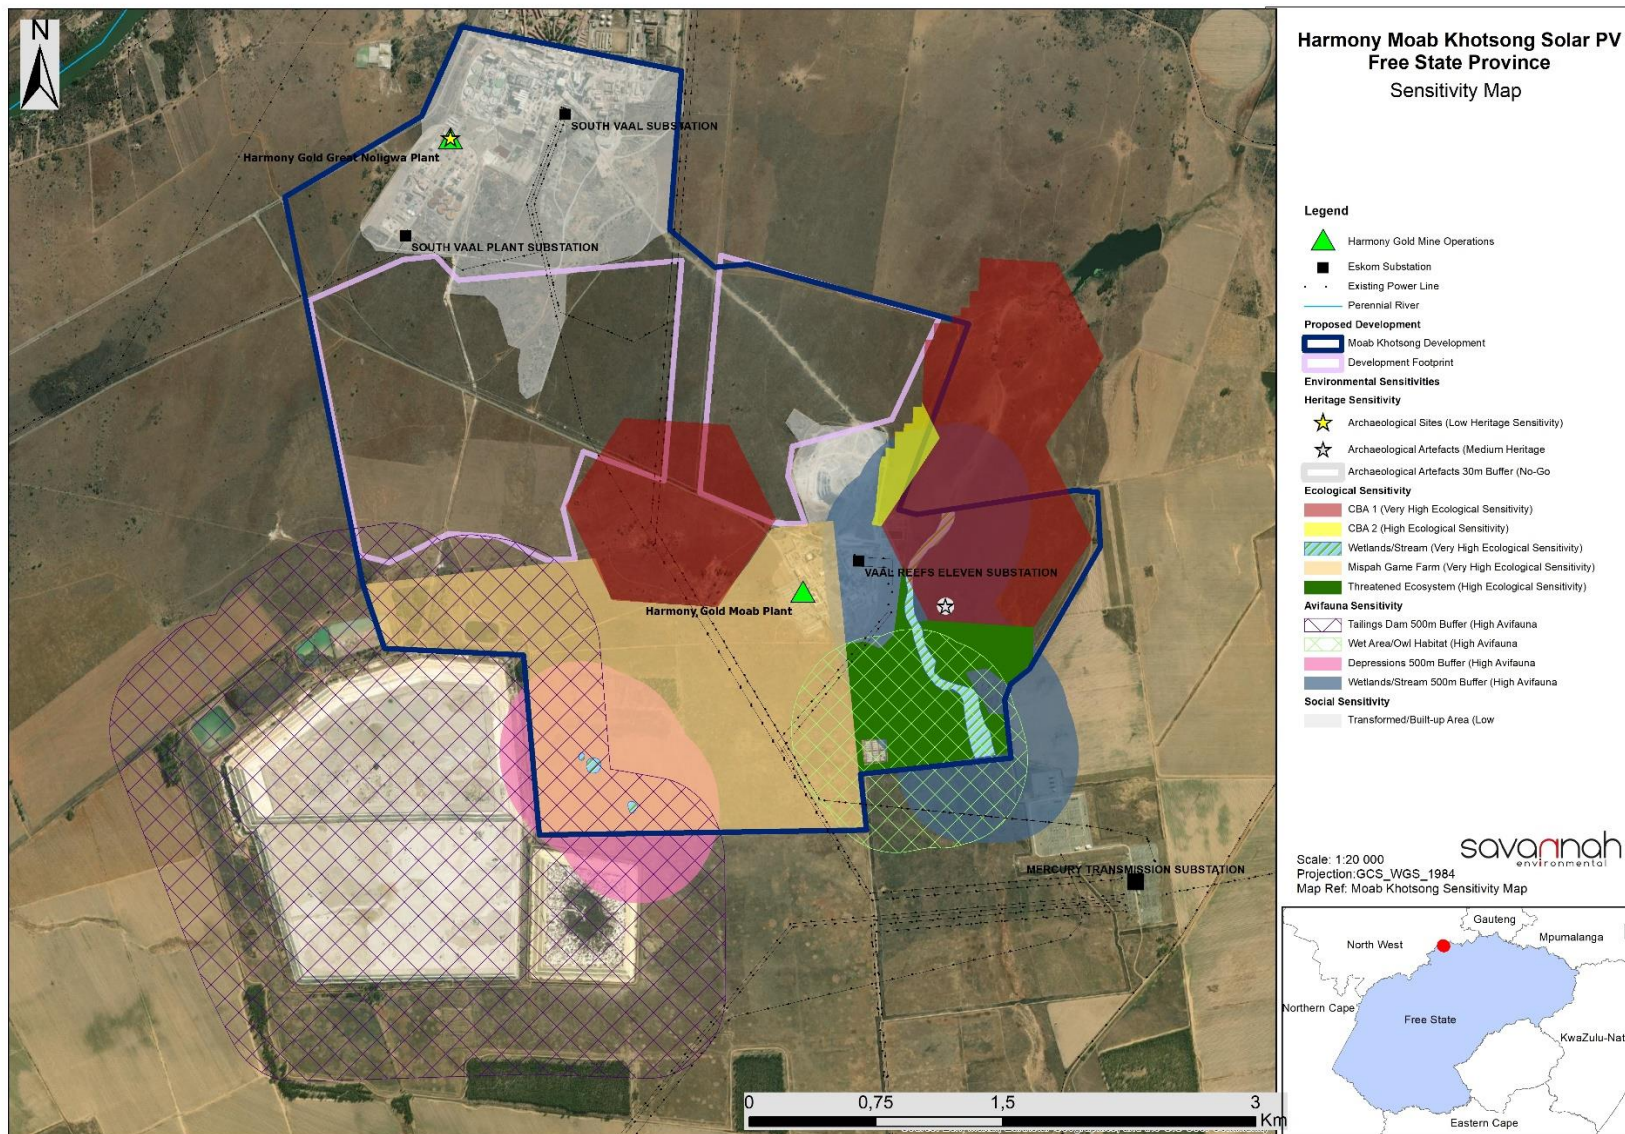 N
SOUTH VAAL SUBSTATION
Harmony Gold Great Noligwa Plant
SOUTH VAAL PLANT SUBSTATION
VAAL REEFS ELEVEN SUBSTATION
Harmony Gold Moab Plant
MERCURY TRANSMISSION SUBSTATION
0 0,75 1,5 3
Km
Harmony Moab Khotsong Solar PV
Free State Province
Sensitivity Map
Legend
Harmony Gold Mine Operations
Eskom Substation
Existing Power Line
Perennial River
Proposed Development
Moab Khotsong Development
Development Footprint
Environmental Sensitivities
Heritage Sensitivity
Archaeological Sites (Low Heritage Sensitivity)
Archaeological Artefacts (Medium Heritage
Archaeological Artefacts 30m Buffer (No-Go
Ecological Sensitivity
CBA 1 (Very High Ecological Sensitivity)
CBA 2 (High Ecological Sensitivity)
Wetlands/Stream (Very High Ecological Sensitivity)
Mispah Game Farm (Very High Ecological Sensitivity)
Threatened Ecosystem (High Ecological Sensitivity)
Avifauna Sensitivity
Tailings Dam 500m Buffer (High Avifauna
Wet Area/Owl Habitat (High Avifauna
Depressions 500m Buffer (High Avifauna
Wetlands/Stream 500m Buffer (High Avifauna
Social Sensitivity
Transformed/Built-up Area (Low
savannah
environmental
Scale: 1:20 000
Projection:GCS_WGS_1984
Map Ref: Moab Khotsong Sensitivity Map
Gauteng
North West
Mpumalanga
Northern Cape
Free State
KwaZulu-Nat
Eastern Cape